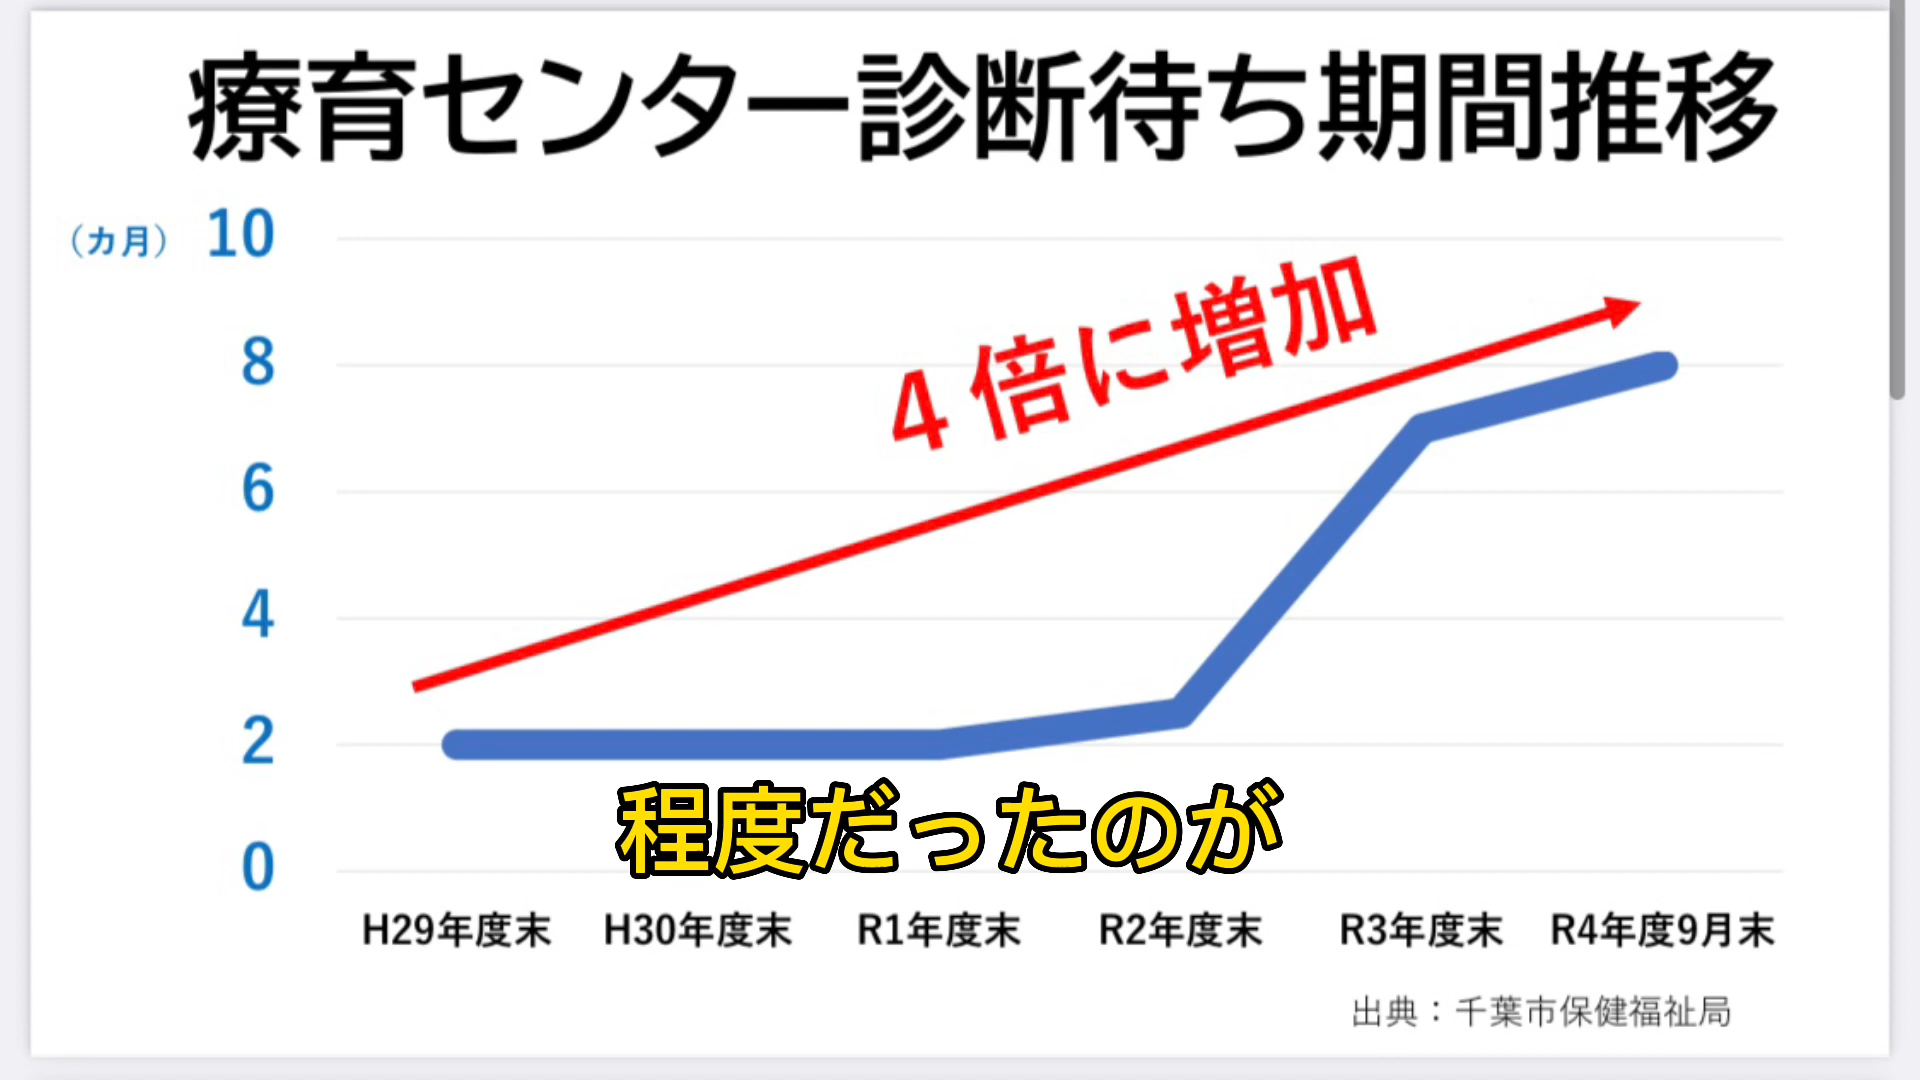 療育センター診断待ち期間推移
（カ月）
10
8
6
4
2
0
４倍に増加
程度だったのが
H29年度末 H30年度末 R1年度末 R2年度末 R3年度末 R4年度9月末
出典：千葉市保健福祉局